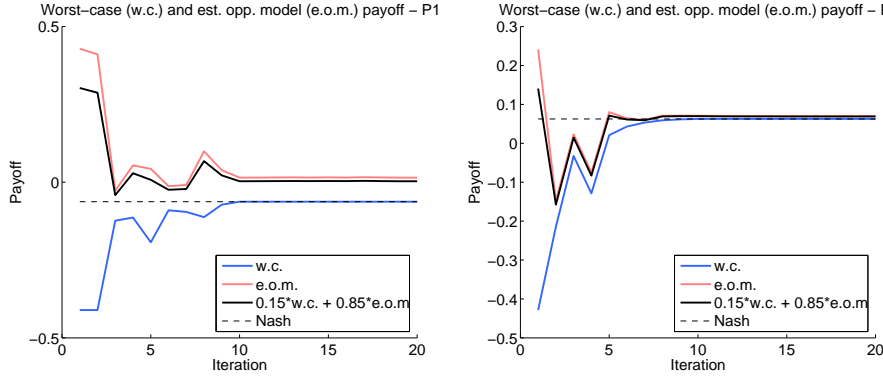 Worst−case (w.c.) and est. opp. model (e.o.m.) payoff − P1
0.5
0
−0.5
Payoff
0
5
10
15
20
Iteration
w.c.
e.o.m.
0.15*w.c. + 0.85*e.o.m
Nash
Worst−case (w.c.) and est. opp. model (e.o.m.) payoff −
0.3
0.2
0.1
0
−0.1
−0.2
−0.3
−0.4
−0.5
Payoff
0
5
10
15
20
Iteration
w.c.
e.o.m.
0.15*w.c. + 0.85*e.o.m
Nash